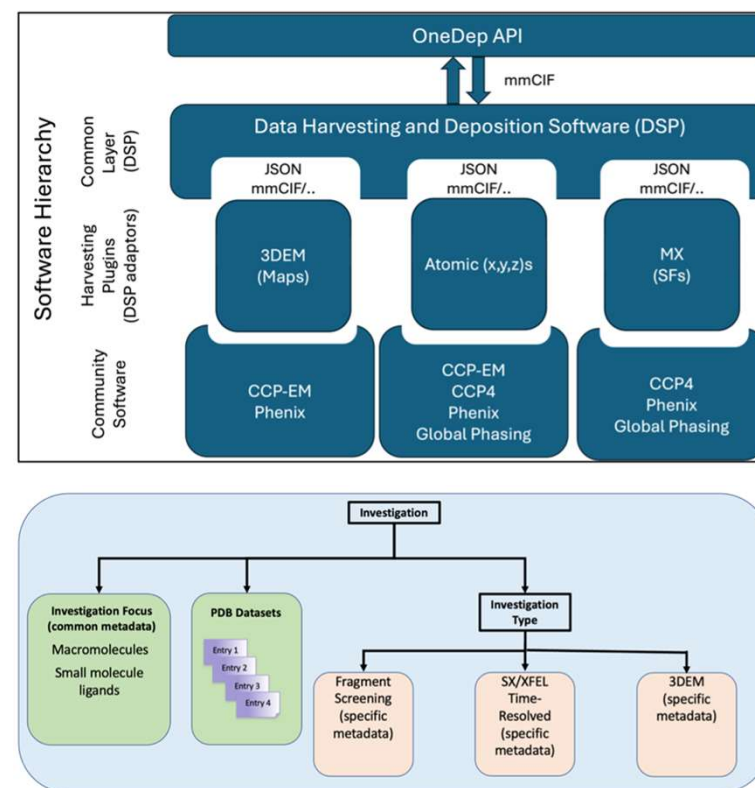 OneDep API
mmCIF
Software Hierarchy
Common
Layer
(DSP)
Data Harvesting and Deposition Software (DSP)
JSON
mmCIF/..
JSON
mmCIF/..
JSON
mmCIF/..
Harvesting
Plugins
(DSP adaptors)
3DEM
(Maps)
Atomic (x,y,z)s
MX
(SFs)
Community
Software
CCP-EM
Phenix
CCP-EM
CCP4
Phenix
Global Phasing
CCP4
Phenix
Global Phasing
Investigation
Investigation Focus
(common metadata)
Macromolecules
Small molecule
ligands
PDB Datasets
Entry 1
Entry 2
Entry 3
Entry 4
Investigation
Type
Fragment
Screening
(specific
metadata)
SX/XFEL
Time-
Resolved
(specific
metadata)
3DEM
(specific
metadata)